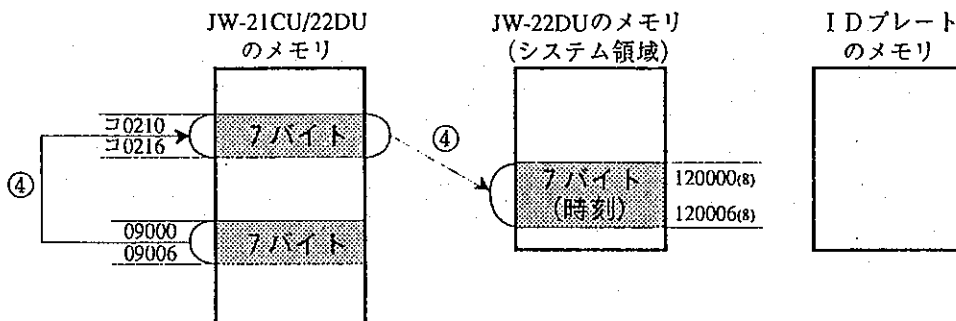 JW-21CU/22DU
のメモリ
JW-22DUのメモリ
(システム領域)
IDプレート
のメモリ
コ0210
コ0216
7バイト
④
④
7バイト
(時刻)
120000(8)
120006(8)
09000
09006
7バイト